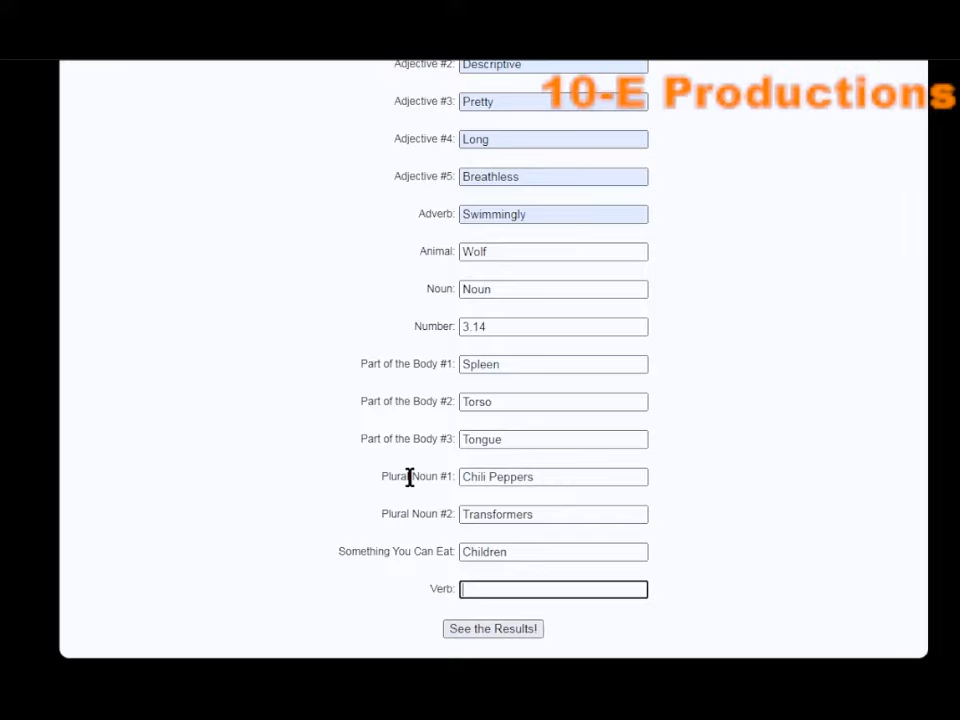 Adjective #2: Descriptive
10-E Productions
Adjective #3: Pretty
Adjective #4: Long
Adjective #5: Breathless
Adverb: Swimmingly
Animal: Wolf
Noun: Noun
Number: 3.14
Part of the Body #1: Spleen
Part of the Body #2: Torso
Part of the Body #3: Tongue
Plural Noun #1: Chili Peppers
Plural Noun #2: Transformers
Something You Can Eat: Children
Verb:
See the Results!